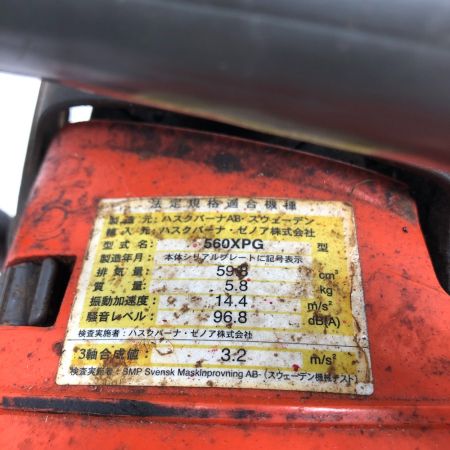 法定規格適合機種
製造元: ハスクバーナAB-スウェーデン
輸入元: ハスクバーナ・ゼノア株式会社
型式名: 560XPG 型
製造年月: 本体シリアルプレートに記号表示
排気量: 59.8 cm³
質量: 5.8 kg
振動加速度: 14.4 m/s²
騒音レベル: 96.8 dB(A)
検査実施者: ハスクバーナ・ゼノア株式会社
3軸合成値: 3.2 m/s²
検査実施者: SMP Svensk Maskinprovning AB-(スウェーデン機械テスト)